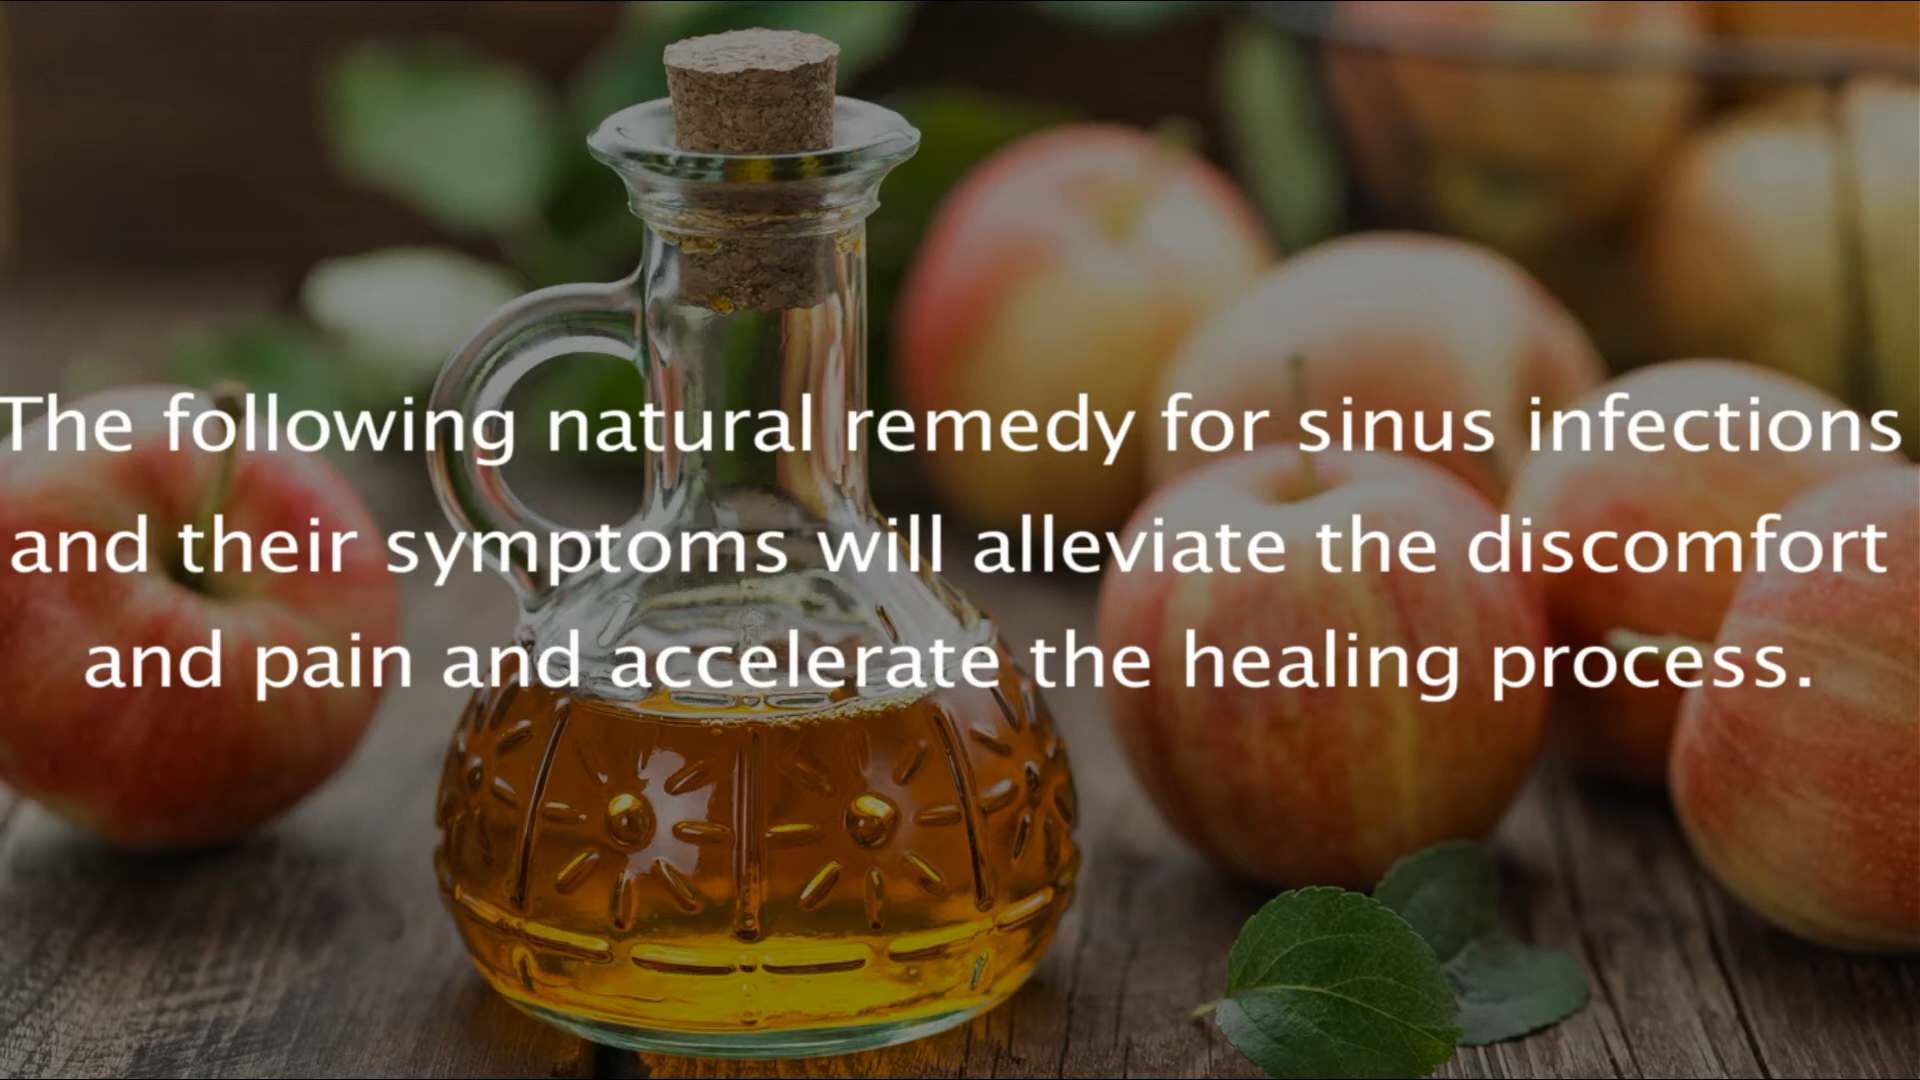 The following natural remedy for sinus infections
and their symptoms will alleviate the discomfort
and pain and accelerate the healing process.